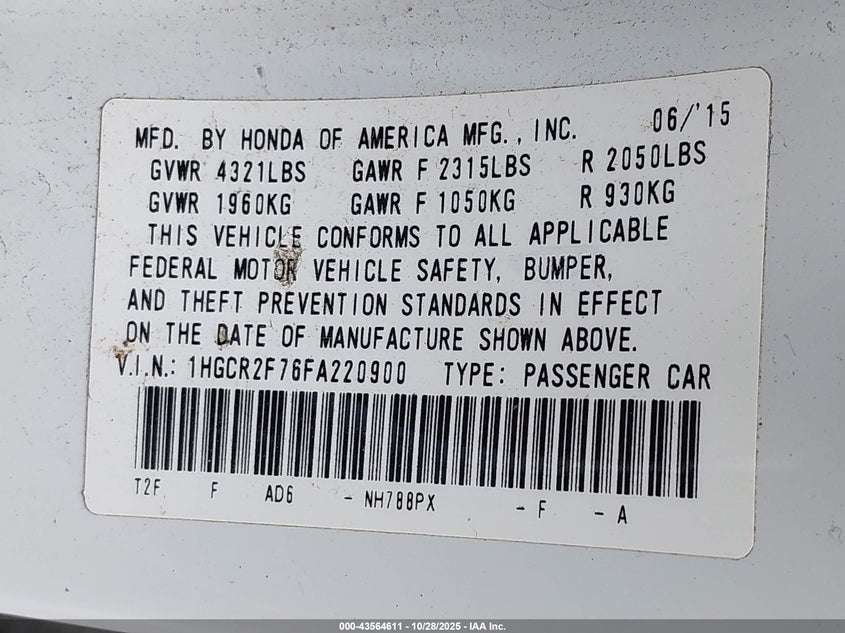 MFD. BY HONDA OF AMERICA MFG., INC. 06/'15
GVWR 4321LBS GAWR F 2315LBS R 2050LBS
GVWR 1960KG GAWR F 1050KG R 930KG
THIS VEHICLE CONFORMS TO ALL APPLICABLE
FEDERAL MOTOR VEHICLE SAFETY, BUMPER,
AND THEFT PREVENTION STANDARDS IN EFFECT
ON THE DATE OF MANUFACTURE SHOWN ABOVE.
V.I.N.: 1HGCR2F76FA220900 TYPE: PASSENGER CAR
T2F F AD6 - NH788PX - F - A
000-43564611 - 10/28/2025 - IAA Inc.